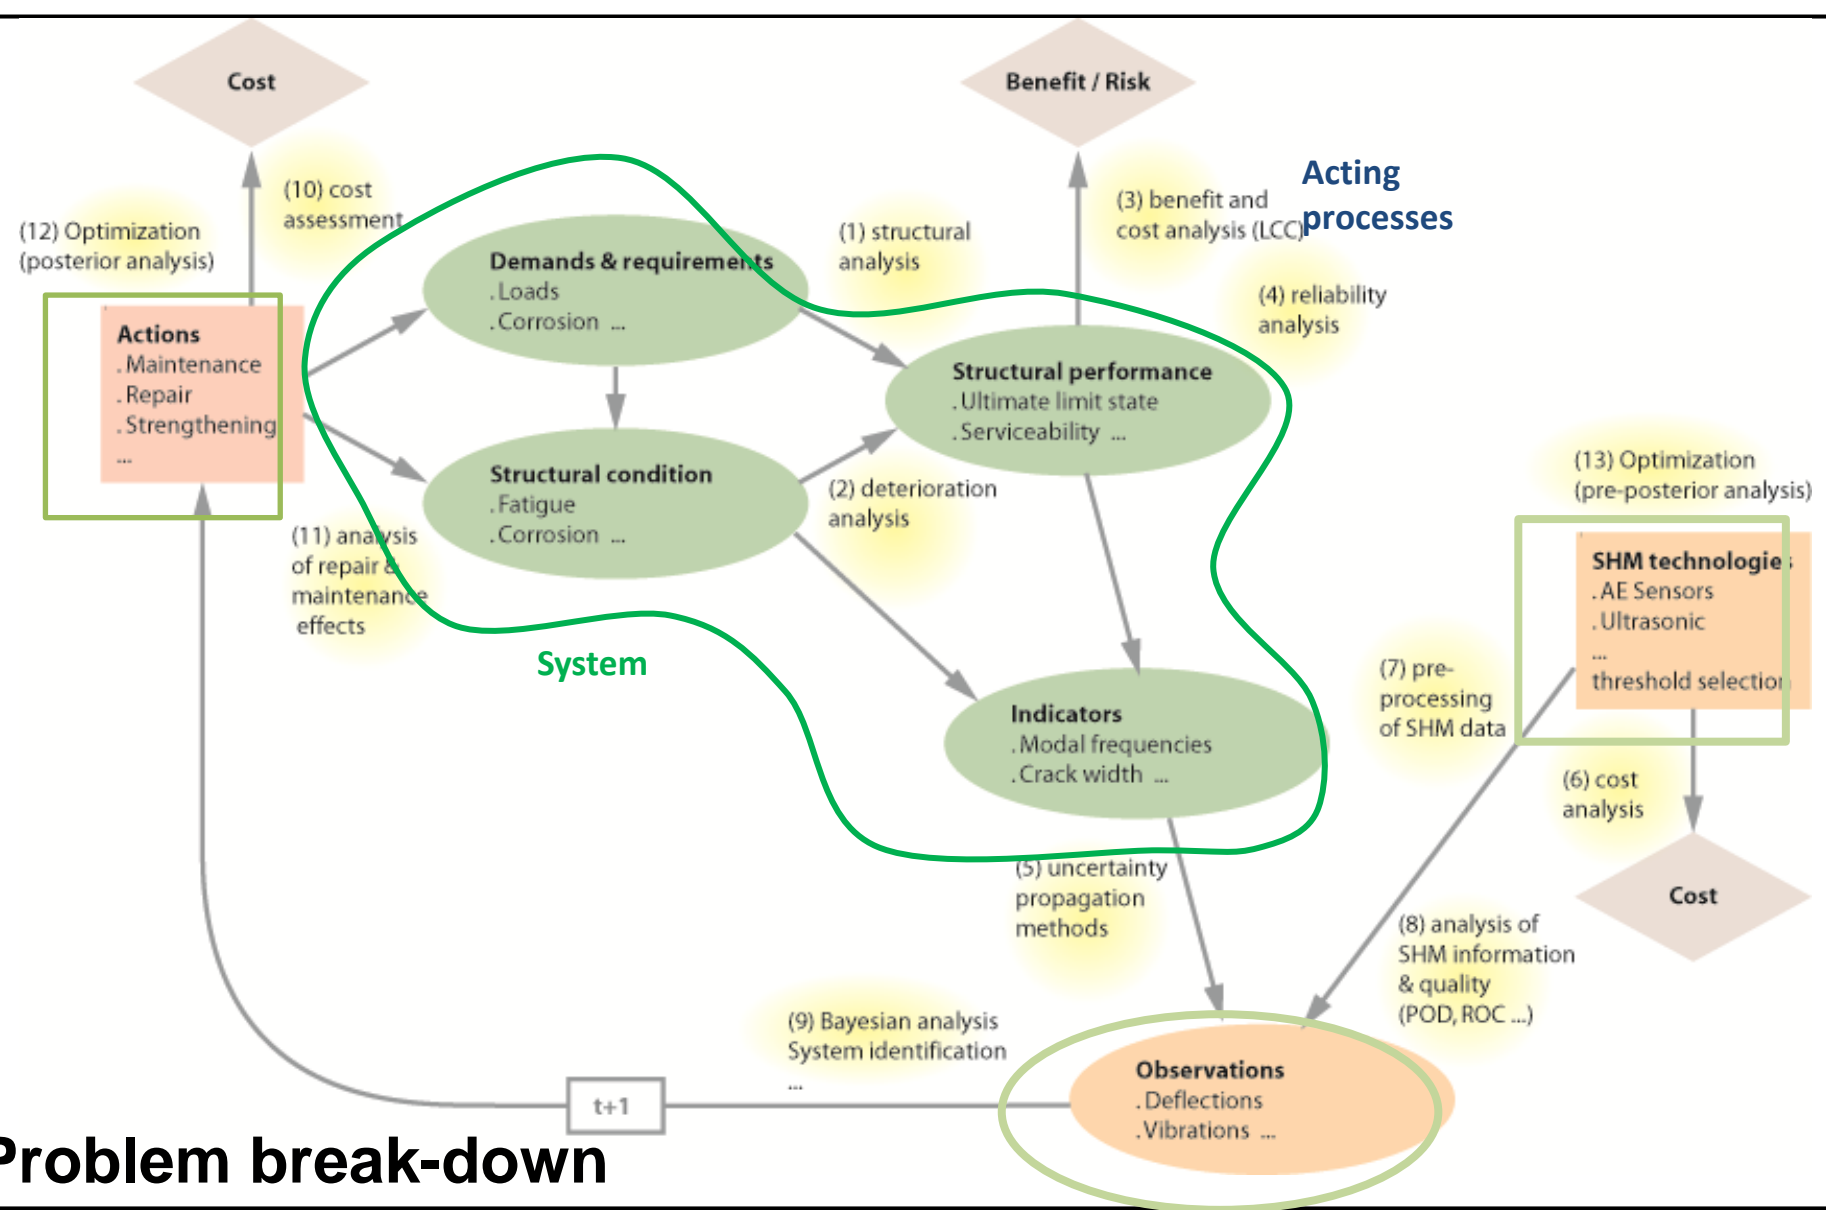 Cost
Benefit / Risk
Acting
processes
(10) cost
assessment
(3) benefit and
cost analysis (LCC)
(12) Optimization
(posterior analysis)
(1) structural
analysis
Demands & requirements
. Loads
. Corrosion ...
(4) reliability
analysis
Actions
. Maintenance
. Repair
. Strengthening
...
Structural performance
. Ultimate limit state
. Serviceability ...
Structural condition
. Fatigue
. Corrosion ...
(2) deterioration
analysis
(13) Optimization
(pre-posterior analysis)
(11) analysis
of repair &
maintenance
effects
SHM technologies
. AE Sensors
. Ultrasonic
...
threshold selection
System
(7) pre-
processing
of SHM data
Indicators
. Modal frequencies
. Crack width ...
(6) cost
analysis
(5) uncertainty
propagation
methods
Cost
(8) analysis of
SHM information
& quality
(POD, ROC ...)
(9) Bayesian analysis
System identification
...
Observations
. Deflections
. Vibrations ...
t+1
Problem break-down